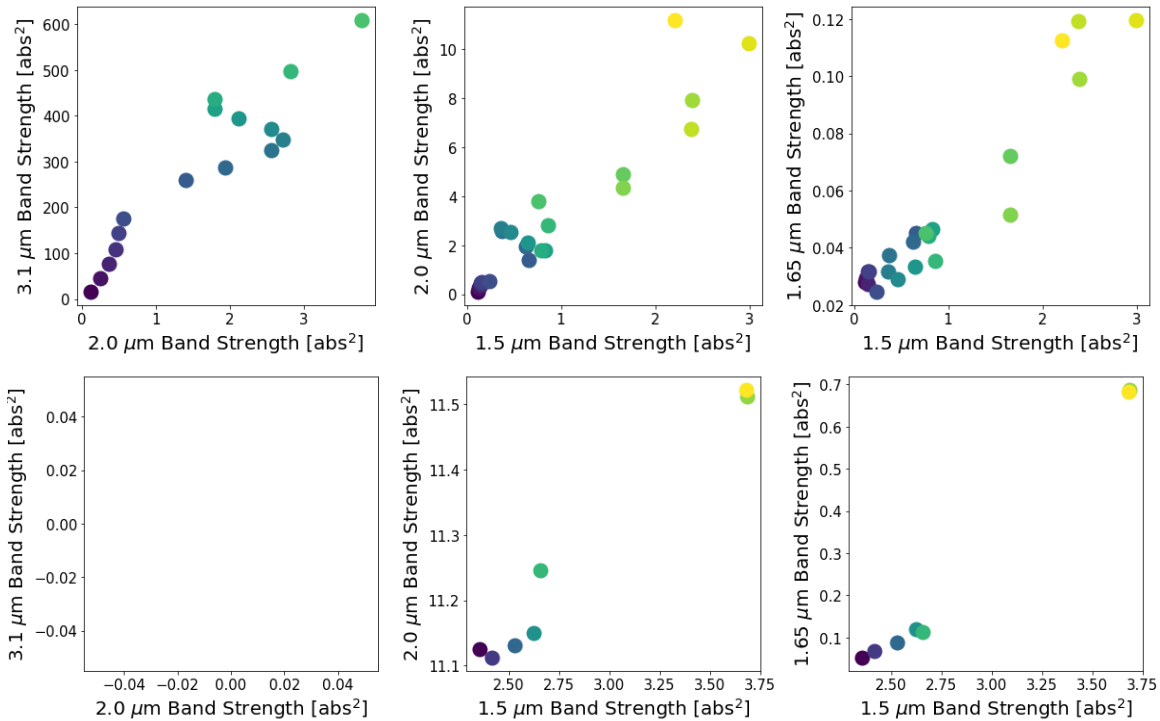 3.1 μm Band Strength [abs²]
600
500
400
300
200
100
0
0 1 2 3
2.0 μm Band Strength [abs²]
2.0 μm Band Strength [abs²]
10
8
6
4
2
0
0 1 2 3
1.5 μm Band Strength [abs²]
1.65 μm Band Strength [abs²]
0.12
0.10
0.08
0.06
0.04
0.02
0 1 2 3
1.5 μm Band Strength [abs²]
3.1 μm Band Strength [abs²]
0.04
0.02
0.00
−0.02
−0.04
−0.04 −0.02 0.00 0.02 0.04
2.0 μm Band Strength [abs²]
2.0 μm Band Strength [abs²]
11.5
11.4
11.3
11.2
11.1
2.50 2.75 3.00 3.25 3.50 3.75
1.5 μm Band Strength [abs²]
1.65 μm Band Strength [abs²]
0.7
0.6
0.5
0.4
0.3
0.2
0.1
2.50 2.75 3.00 3.25 3.50 3.75
1.5 μm Band Strength [abs²]